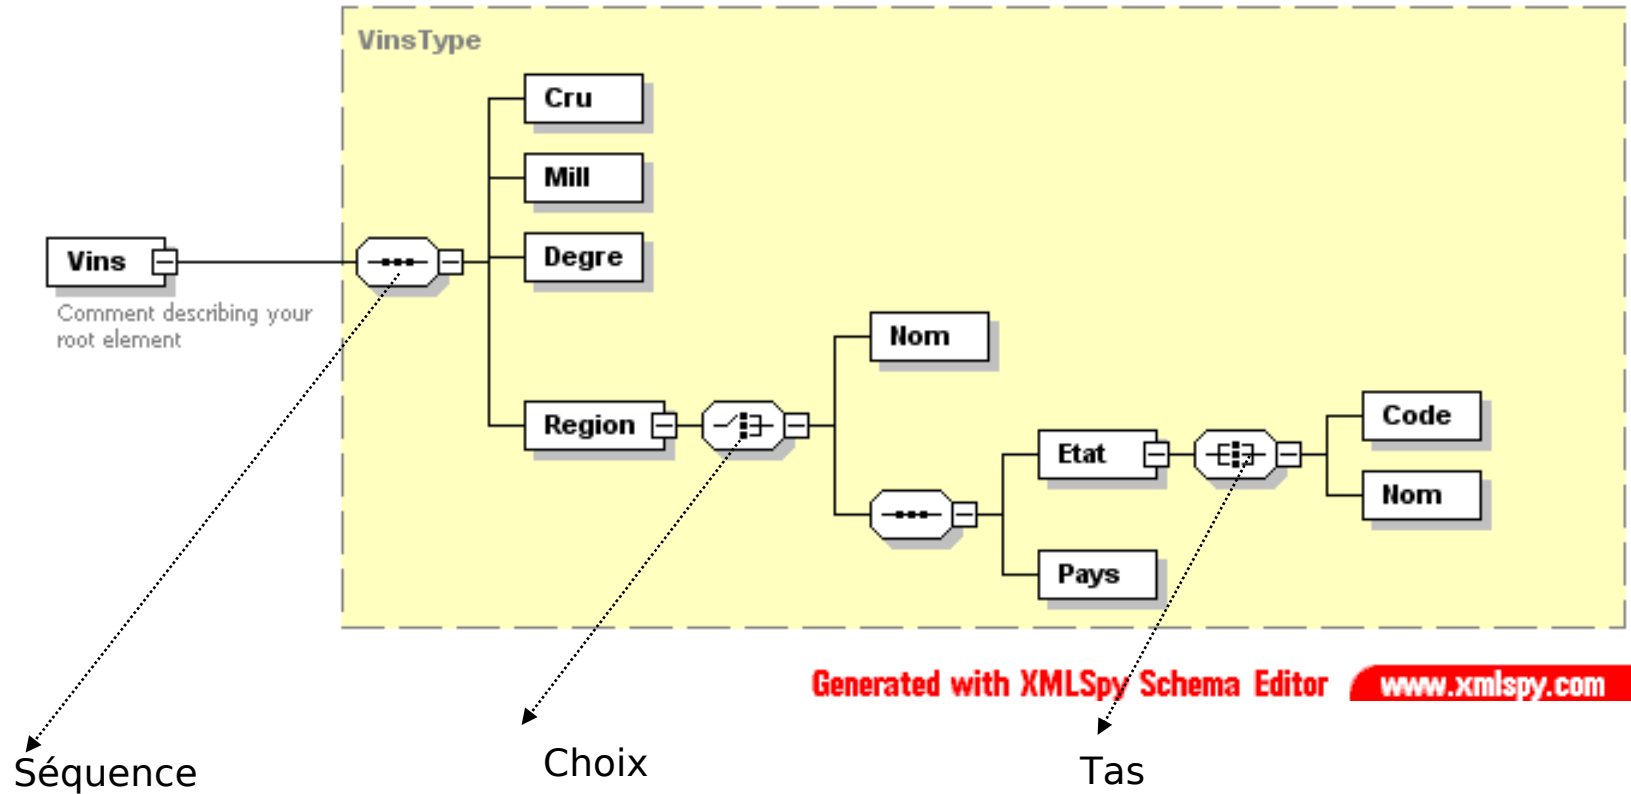 VinsType
Cru
Mill
Degre
Vins
Comment describing your
root element
Nom
Region
Code
Etat
Nom
Pays
Generated with XMLSpy Schema Editor www.xmlspy.com
Séquence
Choix
Tas